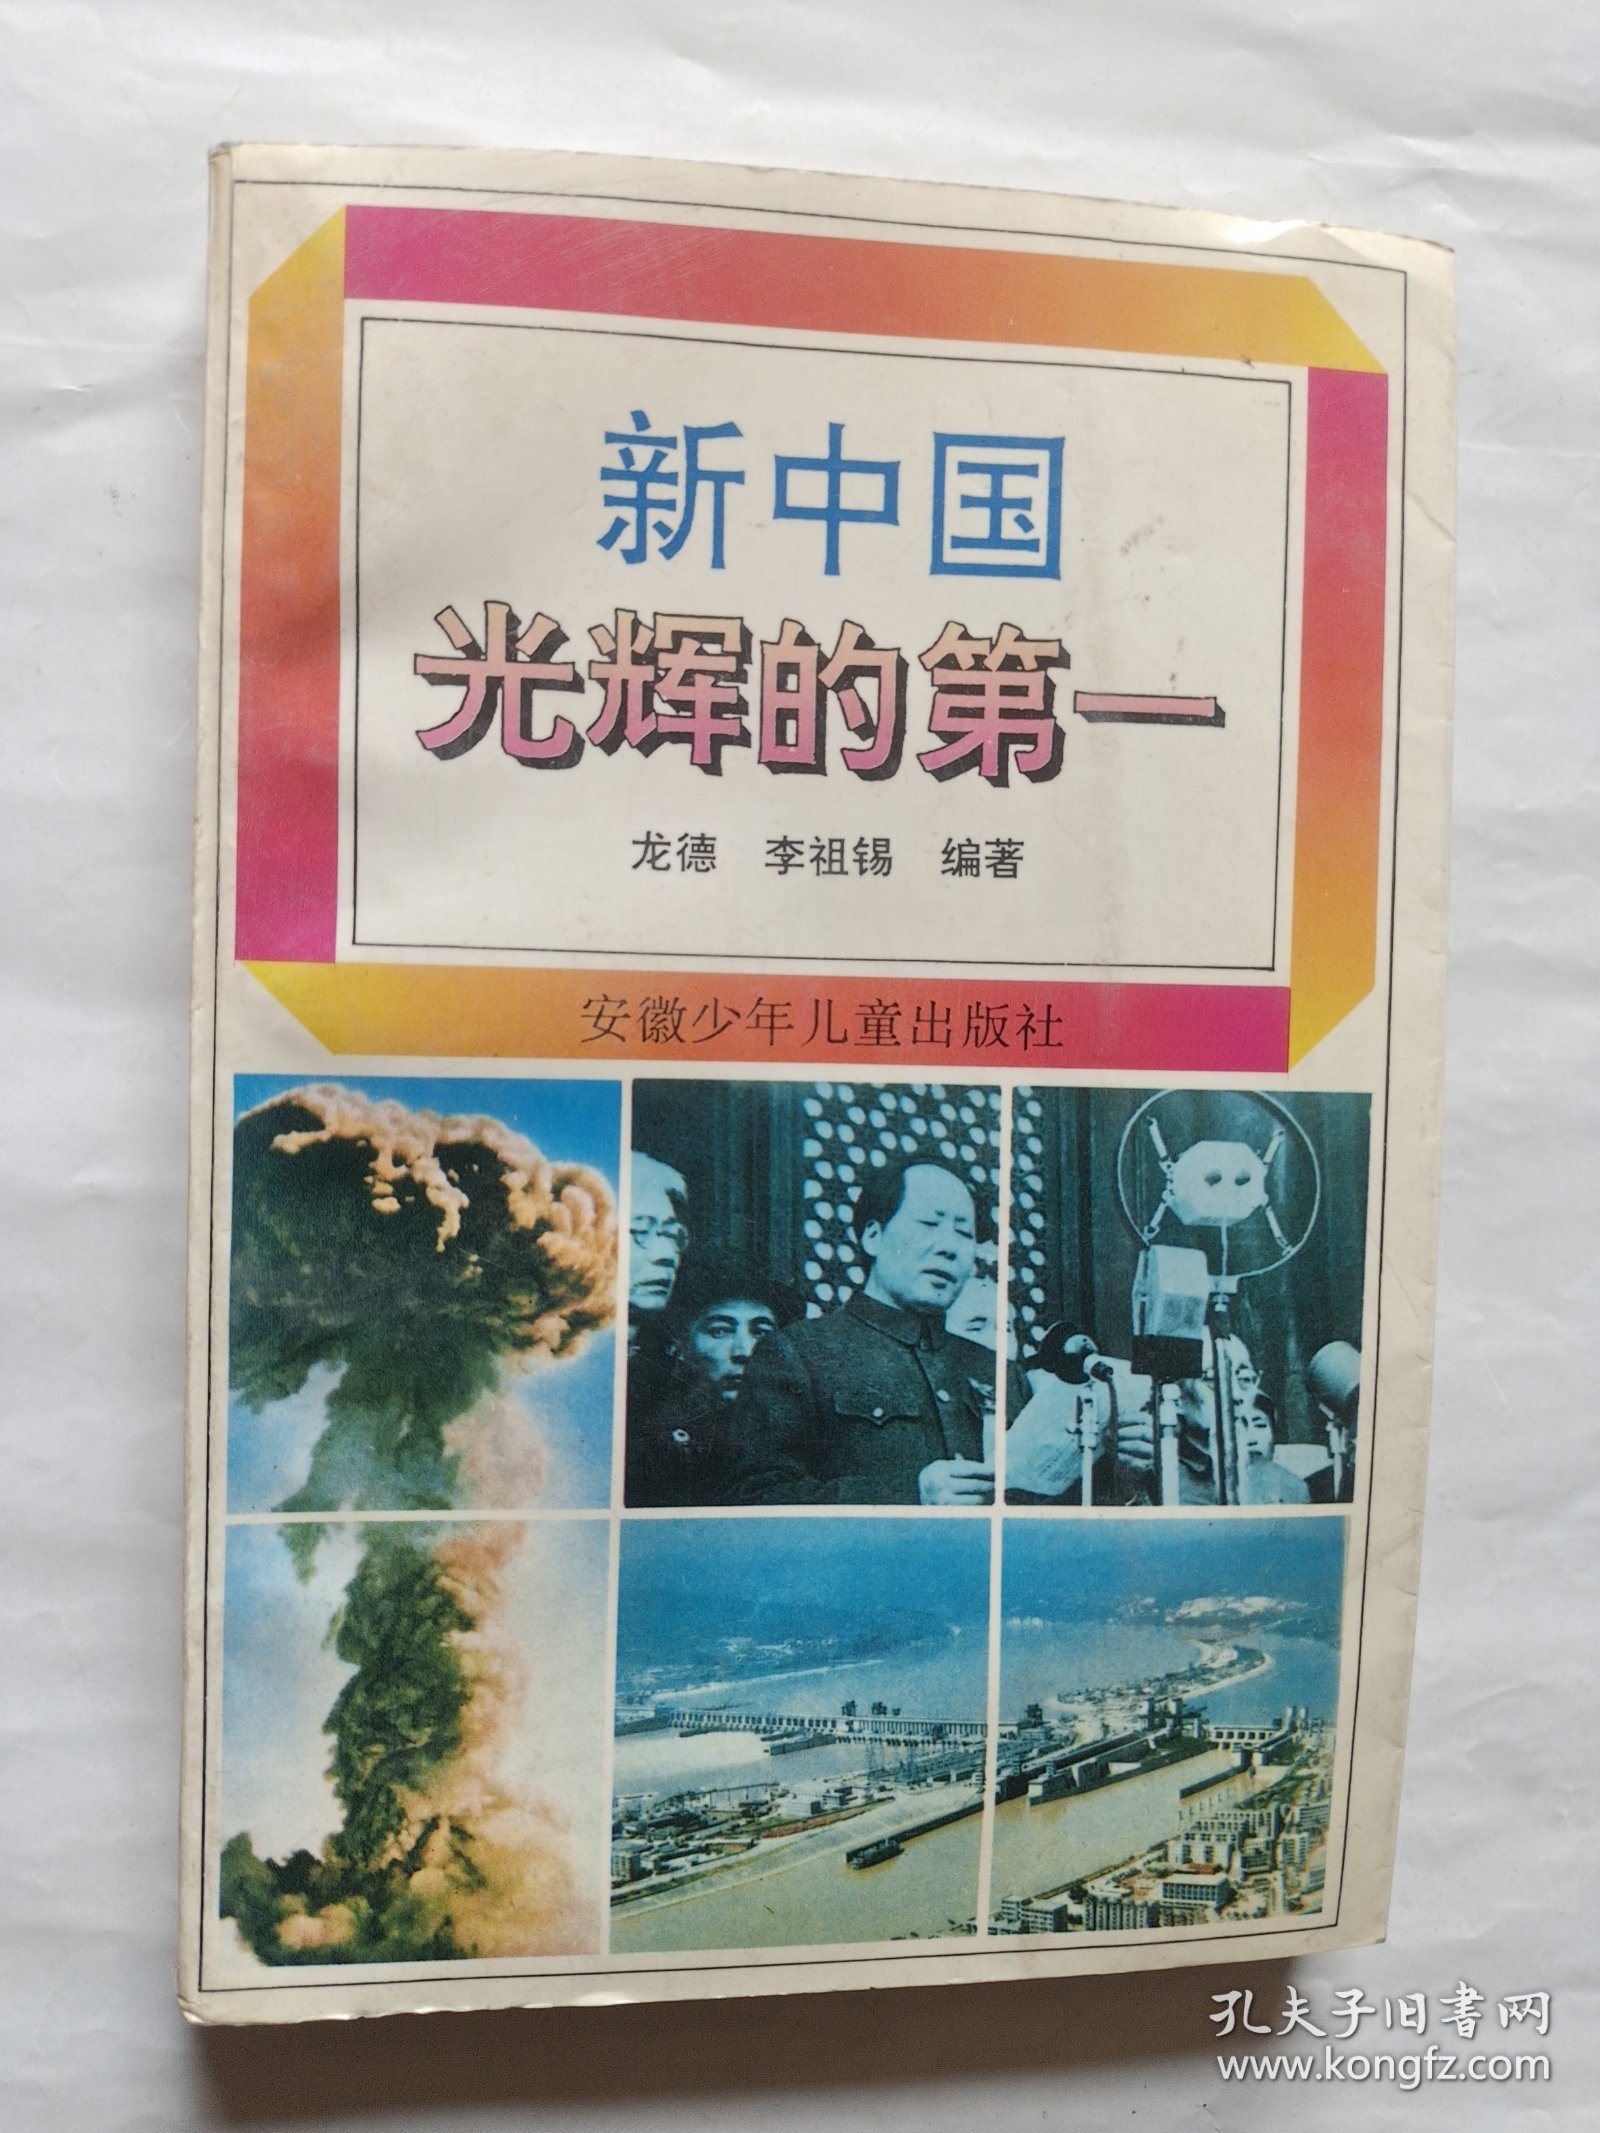 新中国
光辉的第一
龙德 李祖锡 编著
安徽少年儿童出版社
孔夫子旧书网
www.kongfz.com